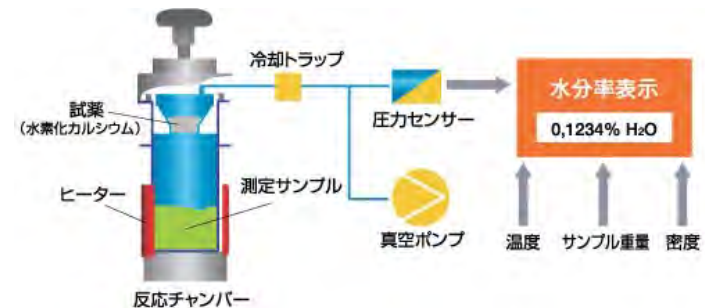 冷却トラップ
試薬
(水素化カルシウム)
圧力センサー
水分率表示
0,1234% H₂O
ヒーター
測定サンプル
真空ポンプ
温度
サンプル重量
密度
反応チャンバー